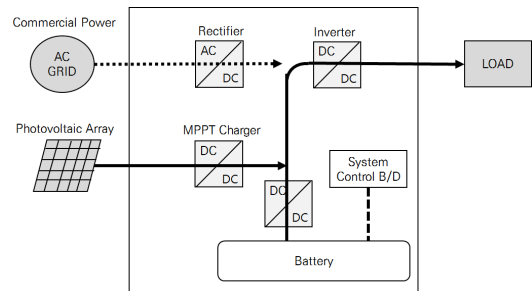 Commercial Power
Rectifier
Inverter
AC
GRID
AC
DC
DC
DC
LOAD
Photovoltaic Array
MPPT Charger
DC
DC
System
Control B/D
DC
DC
Battery